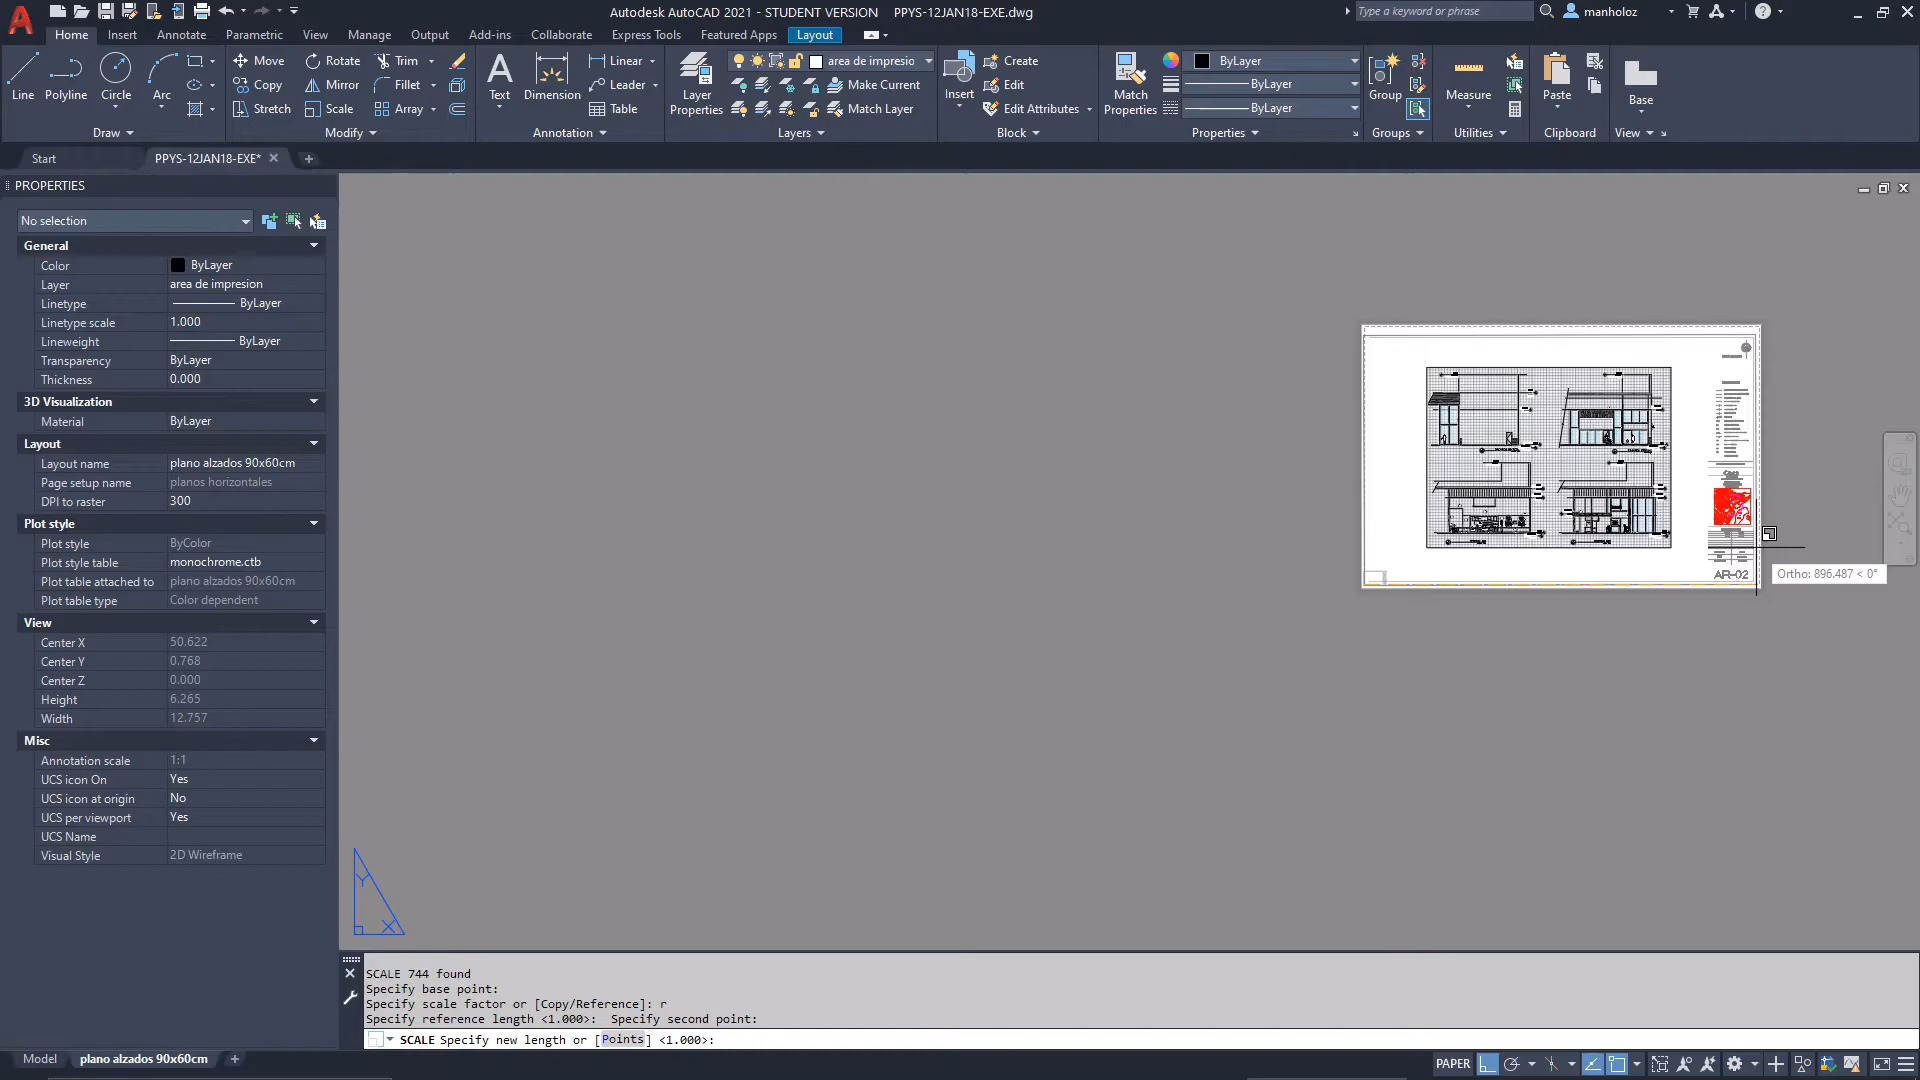 Autodesk AutoCAD 2021 - STUDENT VERSION PPYS-12JAN18-EXE.dwg
Type a keyword or phrase
manholoz
Home Insert Annotate Parametric View Manage Output Add-ins Collaborate Express Tools Featured Apps Layout
Line Polyline Circle Arc
Move Rotate Trim
Copy Mirror Fillet
Stretch Scale Array
Text Dimension
Linear
Leader
Table
Layer Properties
area de impresio
Make Current
Match Layer
Insert
Create
Edit
Edit Attributes
Match Properties
ByLayer
ByLayer
ByLayer
Group Measure Paste Base
Draw Modify Annotation Layers Block Properties Groups Utilities Clipboard View
Start PPYS-12JAN18-EXE*
PROPERTIES
No selection
General
Color ByLayer
Layer area de impresion
Linetype ByLayer
Linetype scale 1.000
Lineweight ByLayer
Transparency ByLayer
Thickness 0.000
3D Visualization
Material ByLayer
Layout
Layout name plano alzados 90x60cm
Page setup name planos horizontales
DPI to raster 300
Plot style
Plot style ByColor
Plot style table monochrome.ctb
Plot table attached to plano alzados 90x60cm
Plot table type Color dependent
View
Center X 50.622
Center Y 0.768
Center Z 0.000
Height 6.265
Width 12.757
Misc
Annotation scale 1:1
UCS icon On Yes
UCS icon at origin No
UCS per viewport Yes
UCS Name
Visual Style 2D Wireframe
AR-02
Ortho: 896.487 < 0°
Y
X
SCALE 744 found
Specify base point:
Specify scale factor or [Copy/Reference]: r
Specify reference length <1.000>: Specify second point:
SCALE Specify new length or [Points] <1.000>:
Model plano alzados 90x60cm
PAPER